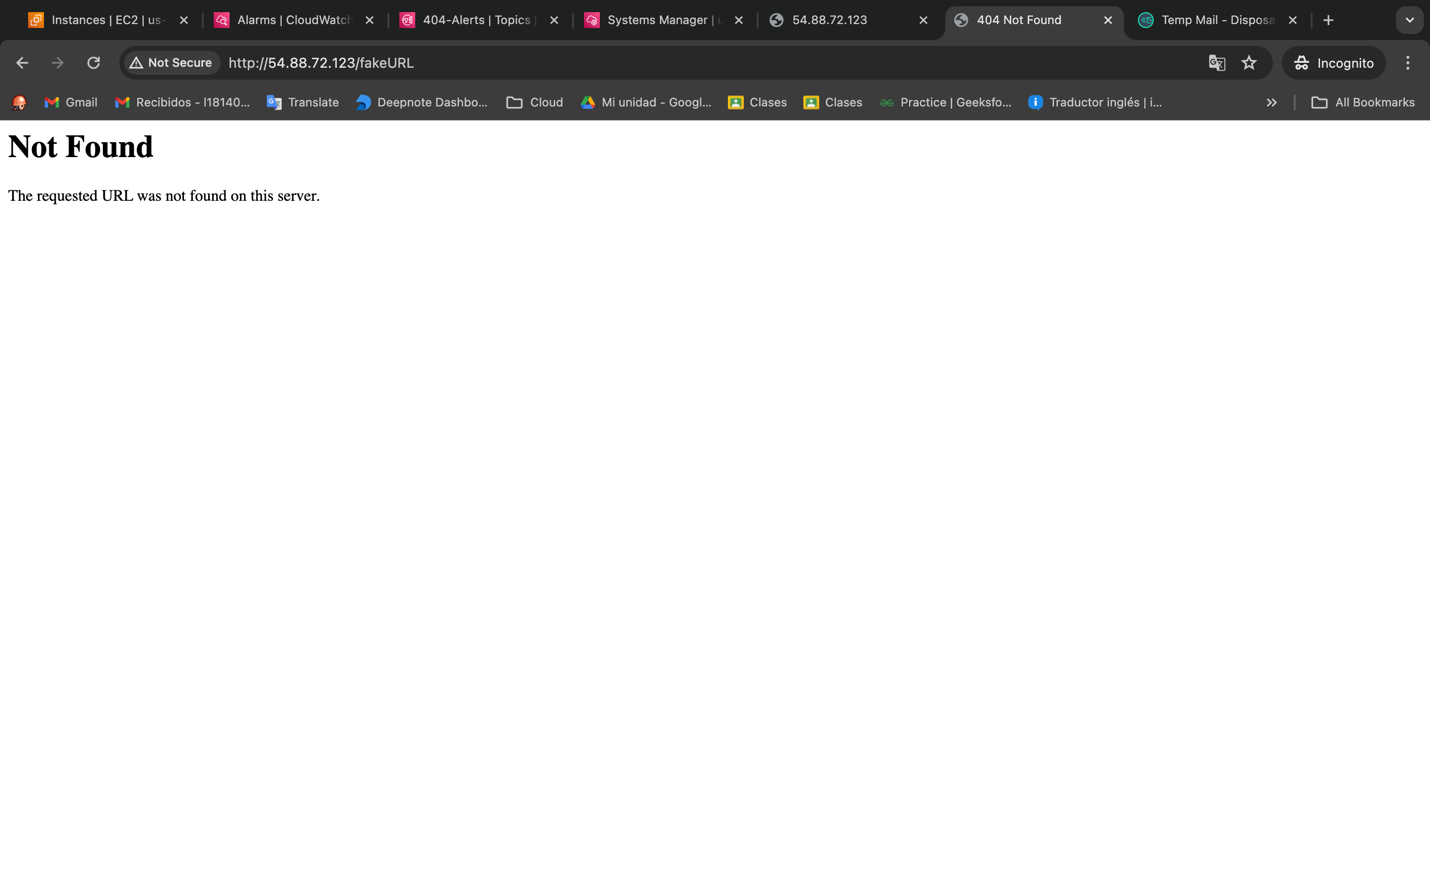 Instances | EC2 | us-
Alarms | CloudWatch
404-Alerts | Topics |
Systems Manager | u
54.88.72.123
404 Not Found
Temp Mail - Disposa
Not Secure
http://54.88.72.123/fakeURL
Incognito
Gmail
Recibidos - l18140...
Translate
Deepnote Dashbo...
Cloud
Mi unidad - Googl...
Clases
Clases
Practice | Geeksfo...
Traductor inglés | i...
All Bookmarks
Not Found
The requested URL was not found on this server.